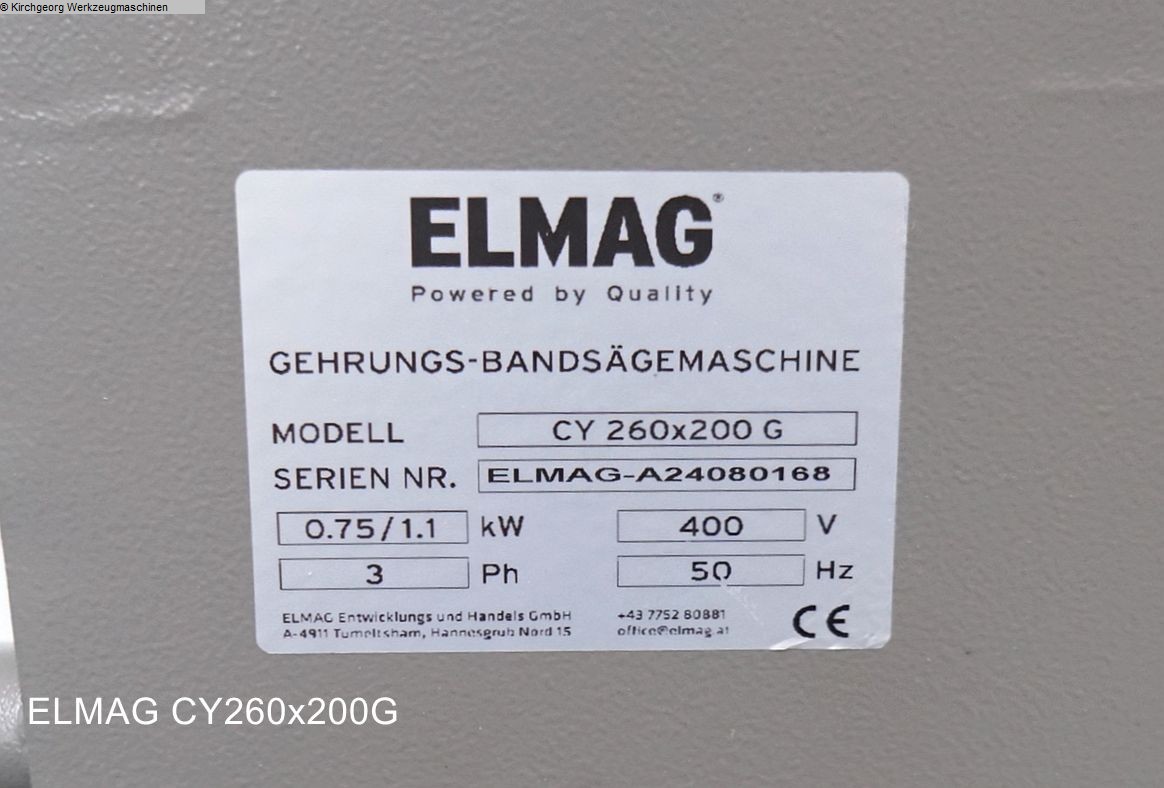 ® Kirchgeorg Werkzeugmaschinen
ELMAG®
Powered by Quality
GEHRUNGS-BANDSÄGEMASCHINE
MODELL CY 260x200 G
SERIEN NR. ELMAG-A24080168
0.75/1.1 kW 400 V
3 Ph 50 Hz
ELMAG Entwicklungs und Handels GmbH +43 7752 80881
A-4911 Tumeltsham, Hannesgrub Nord 15 office@elmag.at
CE
ELMAG CY260x200G